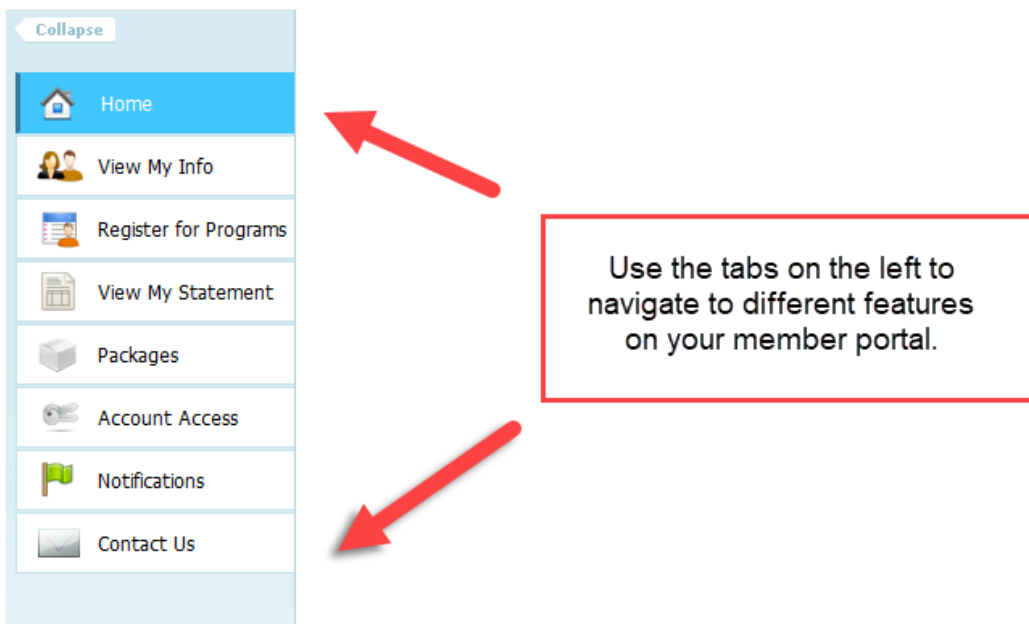 Collapse
Home
View My Info
Register for Programs
View My Statement
Packages
Account Access
Notifications
Contact Us
Use the tabs on the left to
navigate to different features
on your member portal.